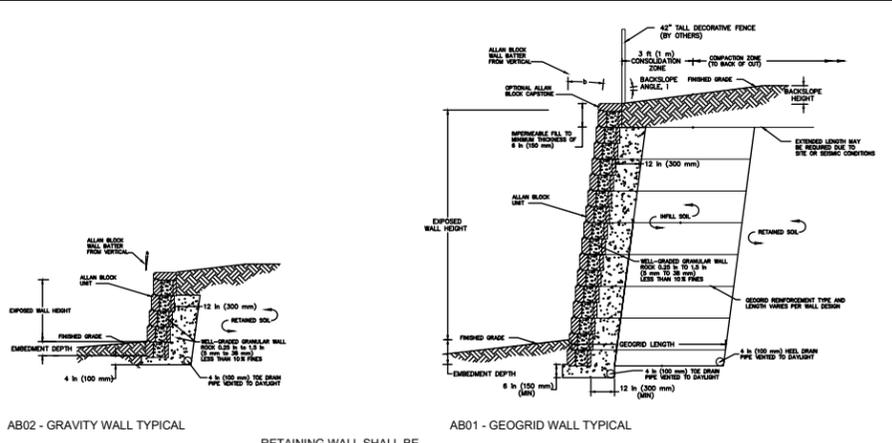 ALLAN BLOCK
WALL BATTER
FROM VERTICAL
ALLAN BLOCK
UNIT
EXPOSED WALL HEIGHT
12 in (300 mm)
RETAINED SOIL
FINISHED GRADE
EMBEDMENT DEPTH
WELL-GRADED GRANULAR WALL
ROCK 0.25 in TO 1.5 in
(5 mm TO 38 mm)
LESS THAN 10% FINES
4 in (100 mm)
4 in (100 mm) TOE DRAIN
PIPE VENTED TO DAYLIGHT
AB02 - GRAVITY WALL TYPICAL
42" TALL DECORATIVE FENCE
(BY OTHERS)
ALLAN BLOCK
WALL BATTER
FROM VERTICAL
3 ft (1 m)
CONSOLIDATION
ZONE
COMPACTION ZONE
(TO BACK OF CUT)
b
BACKSLOPE
ANGLE, i
FINISHED GRADE
BACKSLOPE
HEIGHT
OPTIONAL ALLAN
BLOCK CAPSTONE
IMPERMEABLE FILL TO
MINIMUM THICKNESS OF
6 in (150 mm)
EXTENDED LENGTH MAY
BE REQUIRED DUE TO
SITE OR SEISMIC CONDITIONS
12 in (300 mm)
ALLAN BLOCK
UNIT
EXPOSED
WALL HEIGHT
INFILL SOIL
RETAINED SOIL
WELL-GRADED GRANULAR WALL
ROCK 0.25 in TO 1.5 in
(5 mm TO 38 mm)
LESS THAN 10% FINES
GEOGRID REINFORCEMENT TYPE AND
LENGTH VARIES PER WALL DESIGN
FINISHED GRADE
GEOGRID LENGTH
4 in (100 mm) HEEL DRAIN
PIPE VENTED TO DAYLIGHT
EMBEDMENT DEPTH
4 in (100 mm) TOE DRAIN
PIPE VENTED TO DAYLIGHT
6 in (150 mm)
(MIN)
12 in (300 mm)
(MIN)
AB01 - GEOGRID WALL TYPICAL
RETAINING WALL SHALL BE